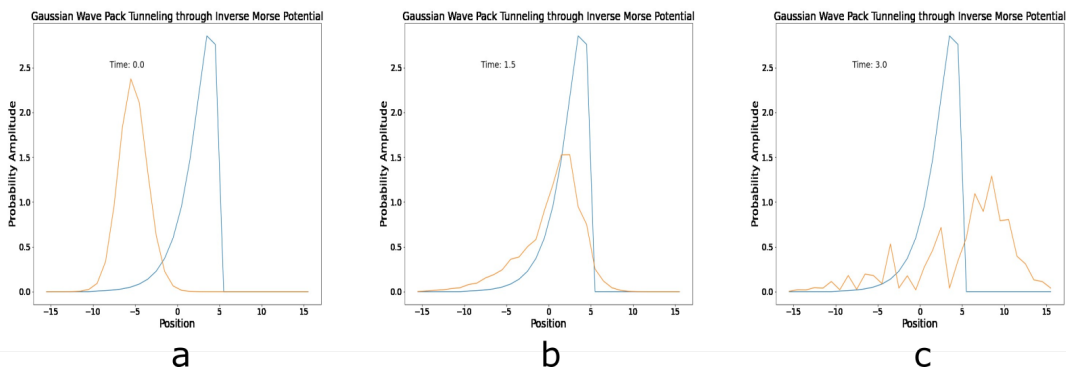 Gaussian Wave Pack Tunneling through Inverse Morse Potential
Probability Amplitude
Time: 0.0
2.5
2.0
1.5
1.0
0.5
0.0
−15 −10 −5 0 5 10 15
Position
a
Gaussian Wave Pack Tunneling through Inverse Morse Potential
Probability Amplitude
Time: 1.5
2.5
2.0
1.5
1.0
0.5
0.0
−15 −10 −5 0 5 10 15
Position
b
Gaussian Wave Pack Tunneling through Inverse Morse Potential
Probability Amplitude
Time: 3.0
2.5
2.0
1.5
1.0
0.5
0.0
−15 −10 −5 0 5 10 15
Position
c